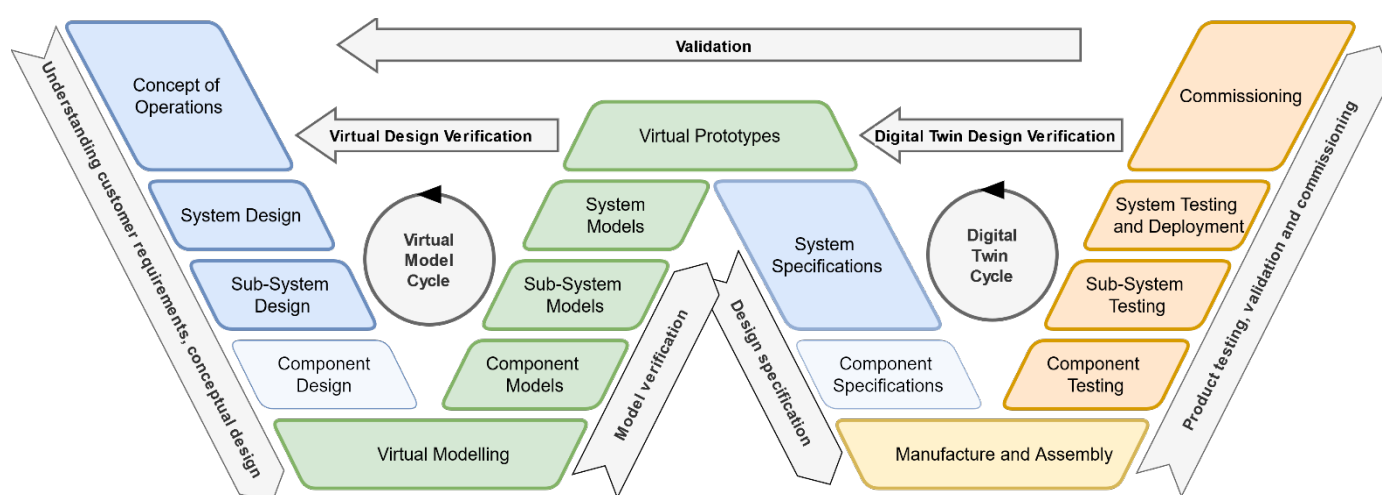 Validation
Concept of
Operations
Commissioning
Virtual Design Verification
Virtual Prototypes
Digital Twin Design Verification
Understanding customer requirements, conceptual design
System Design
Virtual
Model
Cycle
System
Models
System
Specifications
Digital
Twin
Cycle
System Testing
and Deployment
Sub-System
Design
Sub-System
Models
Sub-System
Testing
Component
Design
Component
Models
Model verification
Design specification
Component
Specifications
Component
Testing
Product testing, validation and commissioning
Virtual Modelling
Manufacture and Assembly